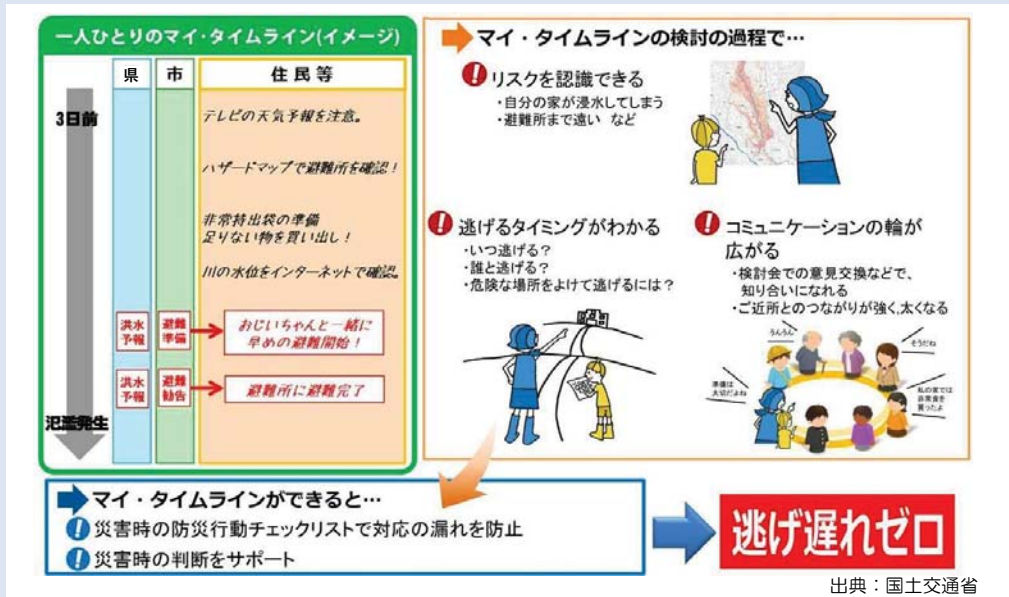 一人ひとりのマイ・タイムライン(イメージ)
県
市
住民等
3日前
テレビの天気予報を注意。
ハザードマップで避難所を確認！
非常持出袋の準備
足りない物を買い出し！
川の水位をインターネットで確認。
洪水
予報
避難
準備
おじいちゃんと一緒に
早めの避難開始！
洪水
予報
避難
勧告
避難所に避難完了
氾濫発生
マイ・タイムラインの検討の過程で…
リスクを認識できる
・自分の家が浸水してしまう
・避難所まで遠い など
逃げるタイミングがわかる
・いつ逃げる？
・誰と逃げる？
・危険な場所をよけて逃げるには？
コミュニケーションの輪が
広がる
・検討会での意見交換などで、
知り合いになれる
・ご近所とのつながりが強く、太くなる
うんうん
そうだね
準備は
大切だよね
私の家では
非常食を
買ったよ
マイ・タイムラインができると…
災害時の防災行動チェックリストで対応の漏れを防止
災害時の判断をサポート
逃げ遅れゼロ
出典：国土交通省